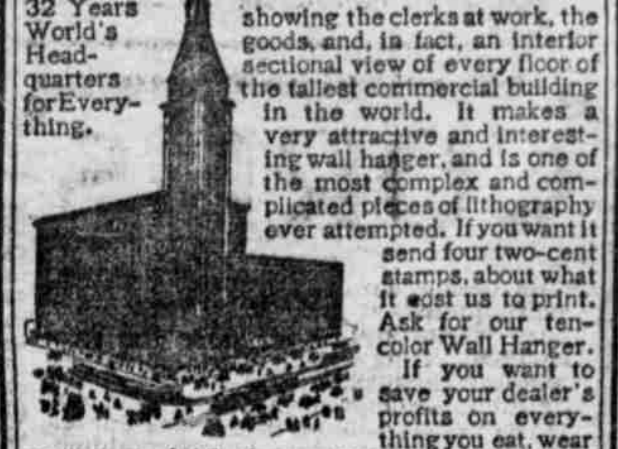 32 Years
World's
Head-
quarters
for Every-
thing.
showing the clerks at work, the
goods, and, in fact, an interior
sectional view of every floor of
the tallest commercial building
in the world. It makes a
very attractive and interest-
ing wall hanger, and is one of
the most complex and com-
plicated pieces of lithography
ever attempted. If you want it
send four two-cent
stamps, about what
it cost us to print.
Ask for our ten-
color Wall Hanger.
If you want to
save your dealer's
profits on every-
thing you eat, wear